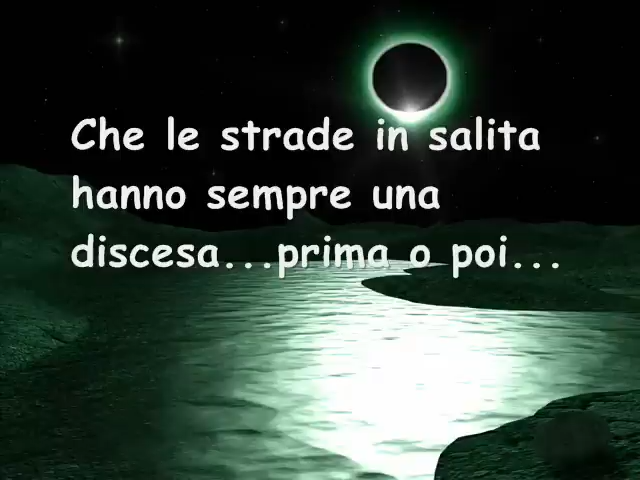 Che le strade in salita
hanno sempre una
discesa...prima o poi...